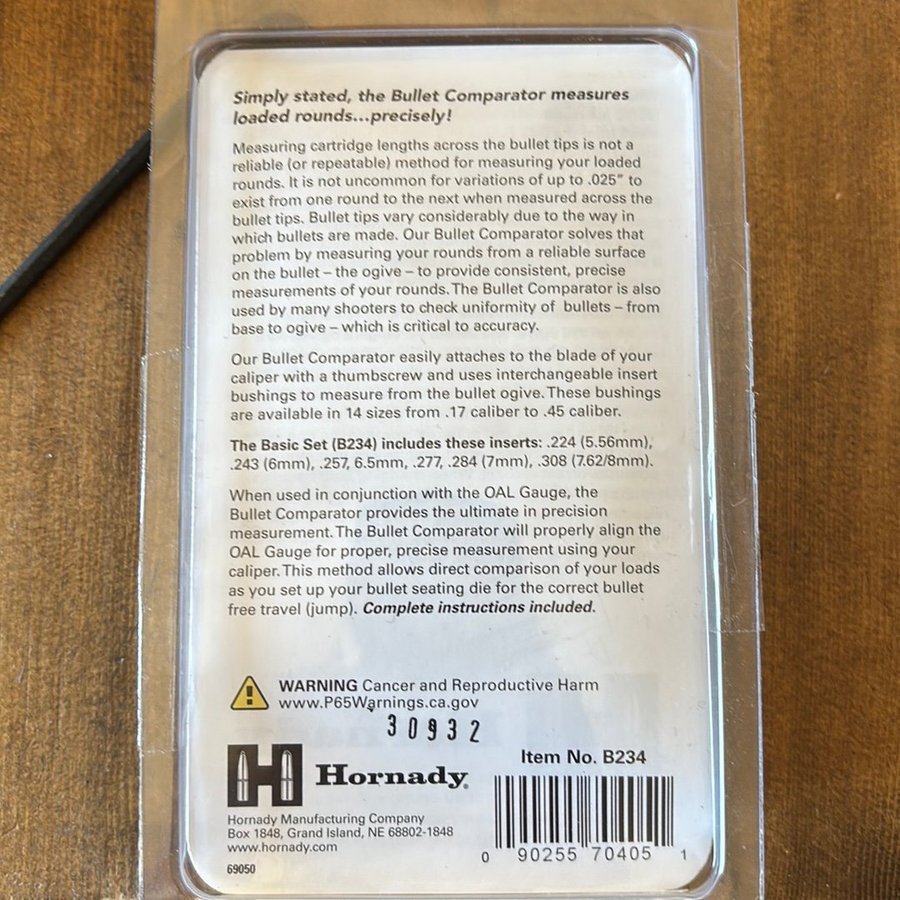 Simply stated, the Bullet Comparator measures
loaded rounds...precisely!
Measuring cartridge lengths across the bullet tips is not a
reliable (or repeatable) method for measuring your loaded
rounds. It is not uncommon for variations of up to .025” to
exist from one round to the next when measured across the
bullet tips. Bullet tips vary considerably due to the way in
which bullets are made. Our Bullet Comparator solves that
problem by measuring your rounds from a reliable surface
on the bullet – the ogive – to provide consistent, precise
measurements of your rounds. The Bullet Comparator is also
used by many shooters to check uniformity of bullets – from
base to ogive – which is critical to accuracy.
Our Bullet Comparator easily attaches to the blade of your
caliper with a thumbscrew and uses interchangeable insert
bushings to measure from the bullet ogive. These bushings
are available in 14 sizes from .17 caliber to .45 caliber.
The Basic Set (B234) includes these inserts: .224 (5.56mm),
.243 (6mm), .257, 6.5mm, .277, .284 (7mm), .308 (7.62/8mm).
When used in conjunction with the OAL Gauge, the
Bullet Comparator provides the ultimate in precision
measurement. The Bullet Comparator will properly align the
OAL Gauge for proper, precise measurement using your
caliper. This method allows direct comparison of your loads
as you set up your bullet seating die for the correct bullet
free travel (jump). Complete instructions included.
WARNING Cancer and Reproductive Harm
www.P65Warnings.ca.gov
30932
H Hornady®
Hornady Manufacturing Company
Box 1848, Grand Island, NE 68802-1848
www.hornady.com
69050
Item No. B234
0 90255 70405 1